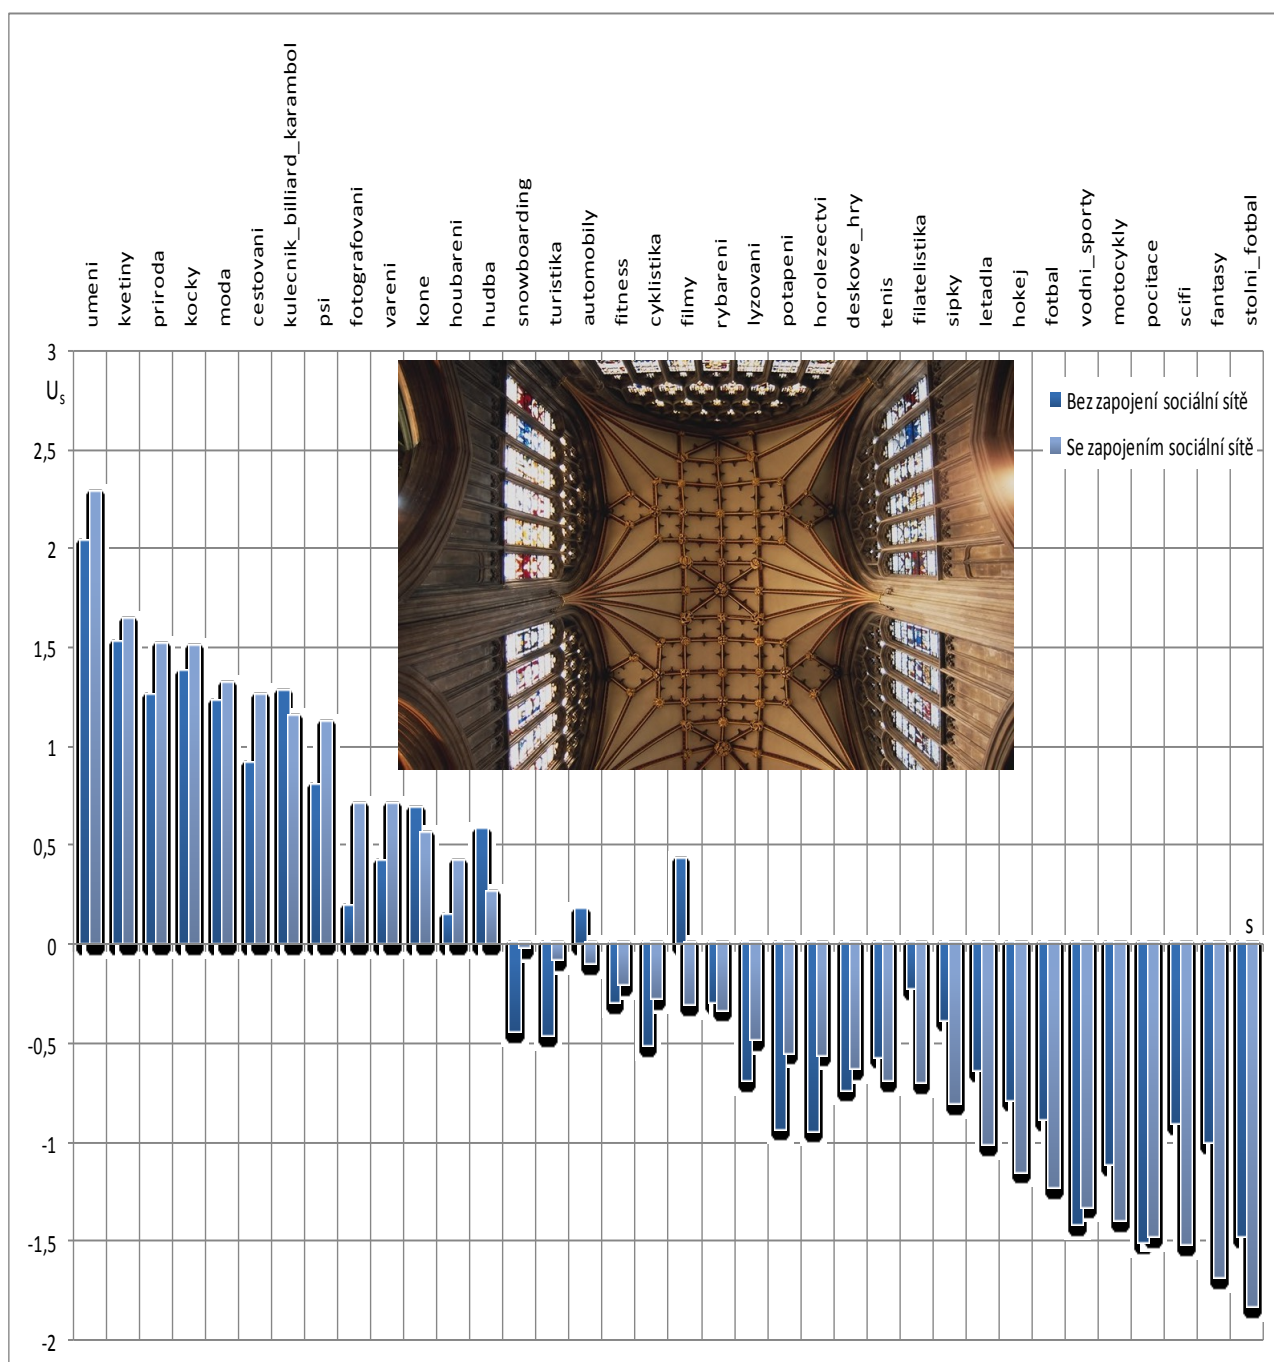 umeni
kvetiny
priroda
kocky
moda
cestovani
kulecnik_billiard_karambol
psi
fotografovani
vareni
kone
houbareni
hudba
snowboarding
turistika
automobily
fitness
cyklistika
filmy
rybareni
lyzovani
potapeni
horolezectvi
deskove_hry
tenis
filatelistika
sipky
letadla
hokej
fotbal
vodni_sporty
motocykly
pocitace
scifi
fantasy
stolni_fotbal
3
Us
Bez zapojení sociální sítě
Se zapojením sociální sítě
2,5
2
1,5
1
0,5
s
0
-0,5
-1
-1,5
-2